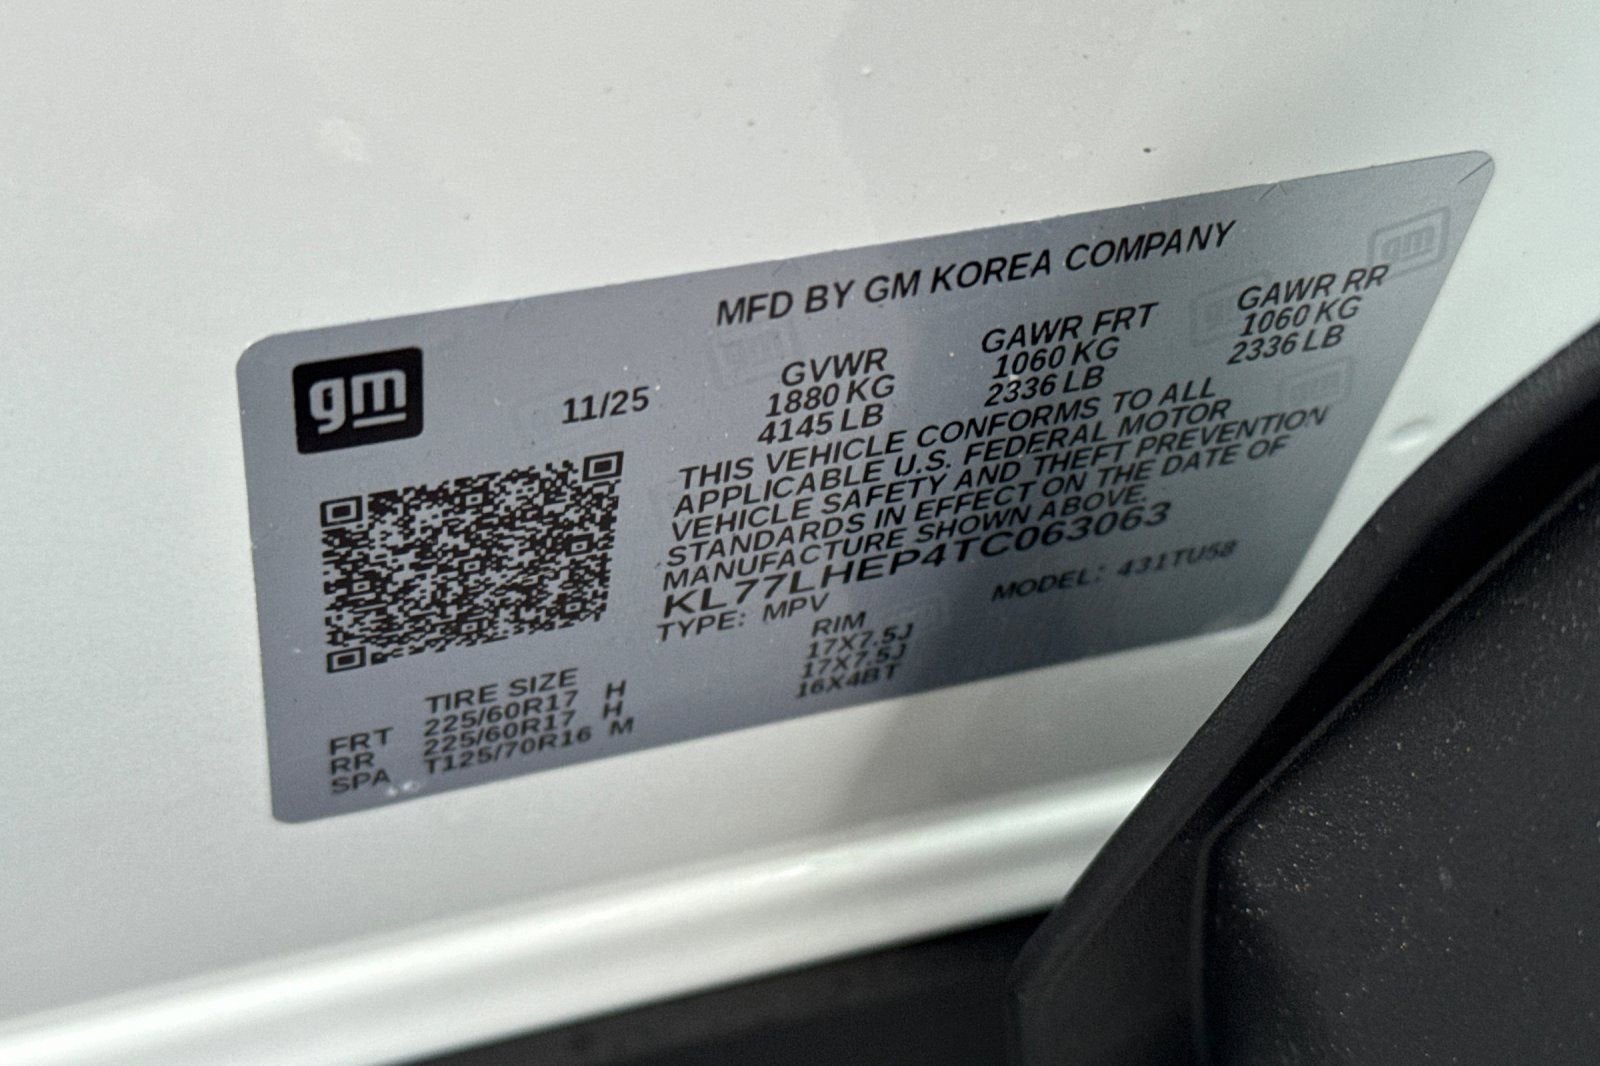 gm
MFD BY GM KOREA COMPANY
11/25
GVWR GAWR FRT GAWR RR
1880 KG 1060 KG 1060 KG
4145 LB 2336 LB 2336 LB
THIS VEHICLE CONFORMS TO ALL
APPLICABLE U.S. FEDERAL MOTOR
VEHICLE SAFETY AND THEFT PREVENTION
STANDARDS IN EFFECT ON THE DATE OF
MANUFACTURE SHOWN ABOVE.
KL77LHEP4TC063063
TYPE: MPV MODEL: 431TU58
TIRE SIZE RIM
FRT 225/60R17 H 17X7.5J
RR 225/60R17 H 17X7.5J
SPA T125/70R16 M 16X4BT